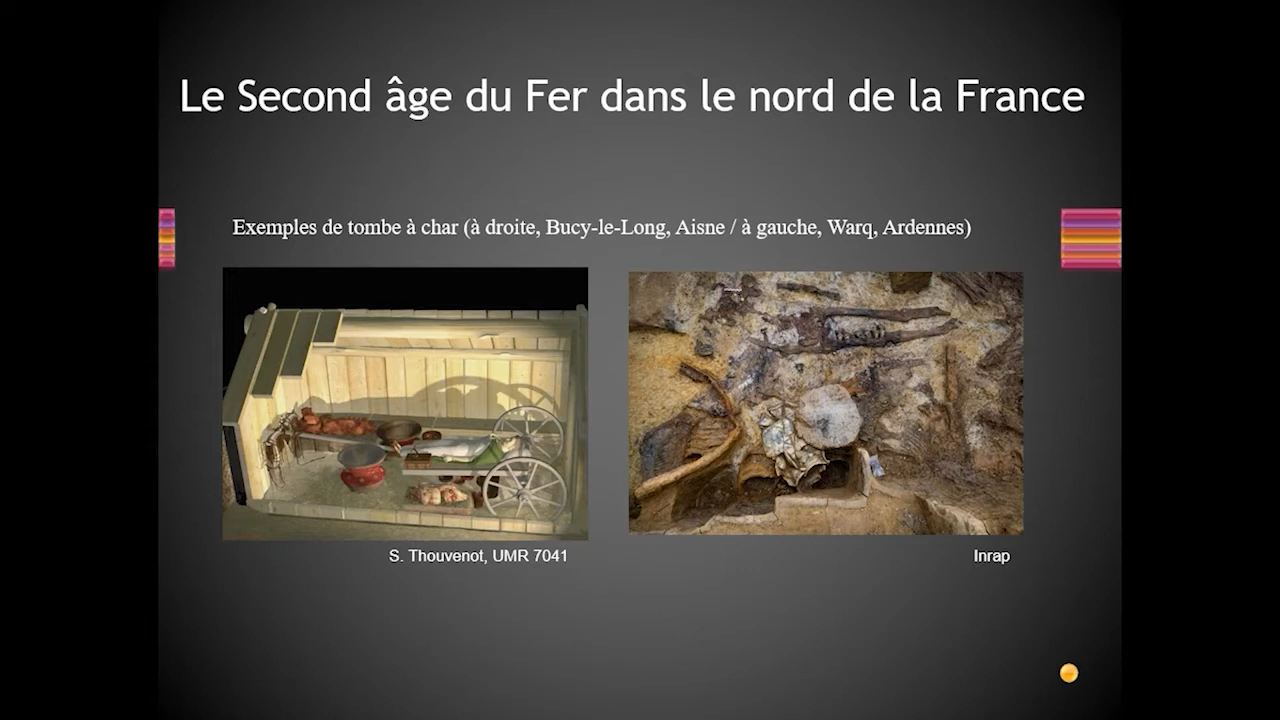 Le Second âge du Fer dans le nord de la France
Exemples de tombe à char (à droite, Bucy-le-Long, Aisne / à gauche, Warq, Ardennes)
S. Thouvenot, UMR 7041
Inrap